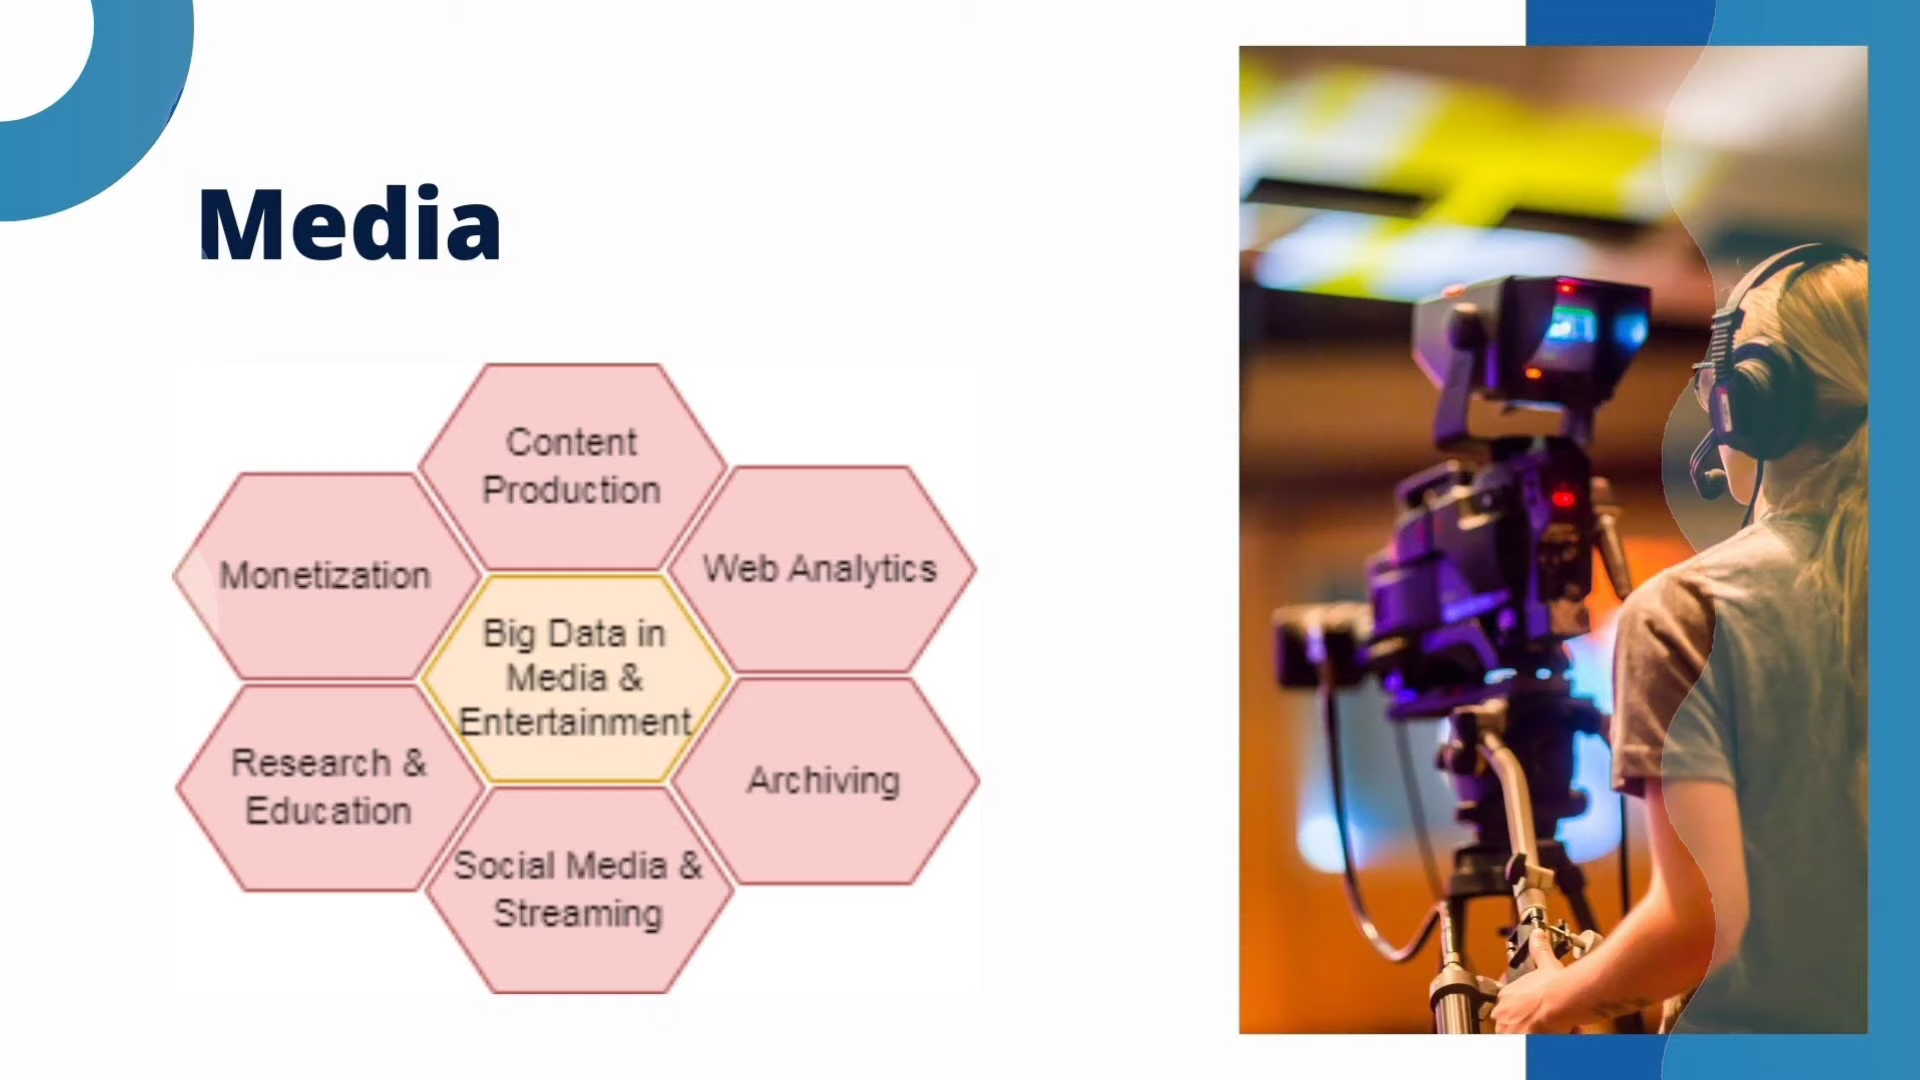 Media
Content
Production
Monetization
Web Analytics
Big Data in
Media &
Entertainment
Research &
Education
Archiving
Social Media &
Streaming